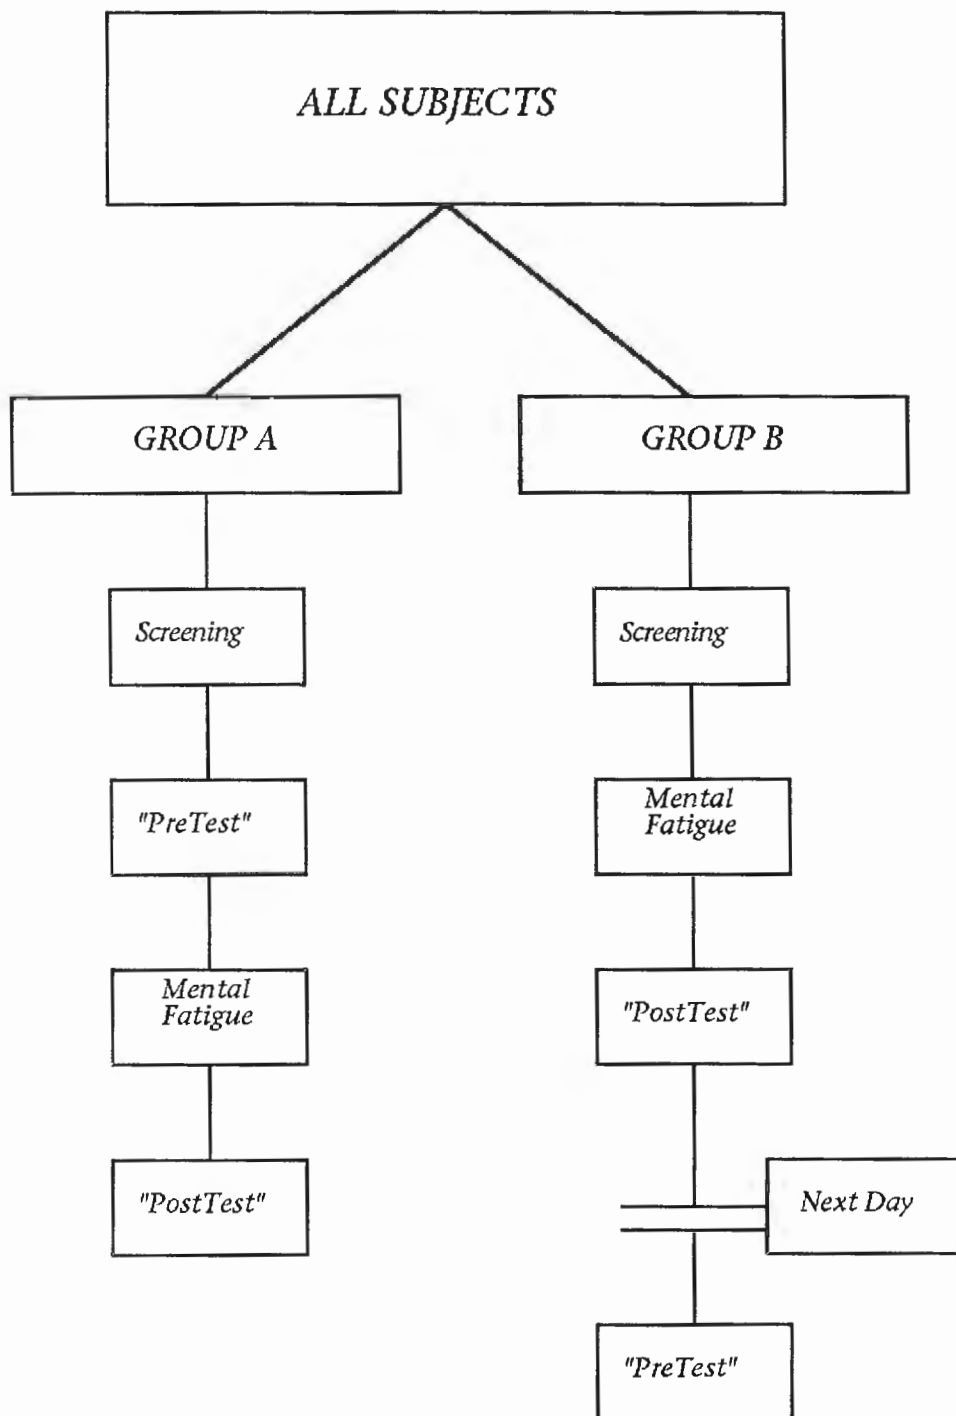 ALL SUBJECTS
GROUP A
GROUP B
Screening
Screening
"PreTest"
Mental
Fatigue
Mental
Fatigue
"PostTest"
"PostTest"
Next Day
"PreTest"